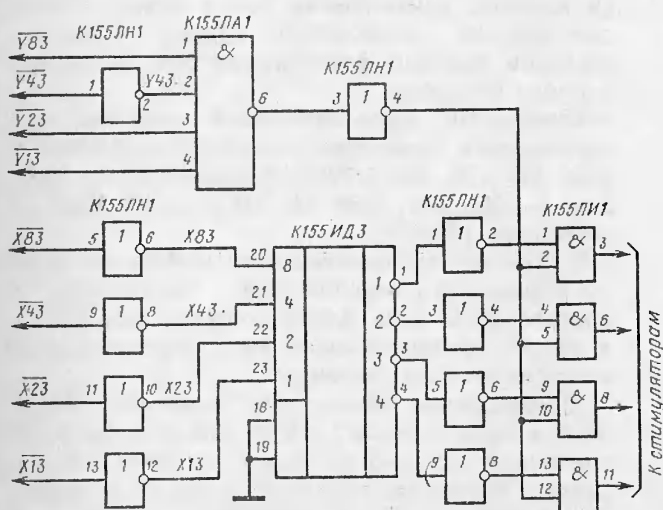 К155ЛА1
К155ЛН1
Y83 1 &
Y43 1 2 Y43 2 6
К155ЛН1
3 1 4
Y23 3
Y13 4
К155ЛН1
К155ИД3
К155ЛН1
К155ЛИ1
X83 5 1 6 X83 20 8
1 1 1 1 2 1 2 & 3
X43 9 1 8 X43 21 4
2 2 3 1 4 4 5 & 6
22 2
3 3
X23 11 1 10 X23 23 1
4 4 5 1 6 9 10 & 8
18
X13 13 1 12 X13 19
9 1 8 13 12 & 11
К стимуляторам